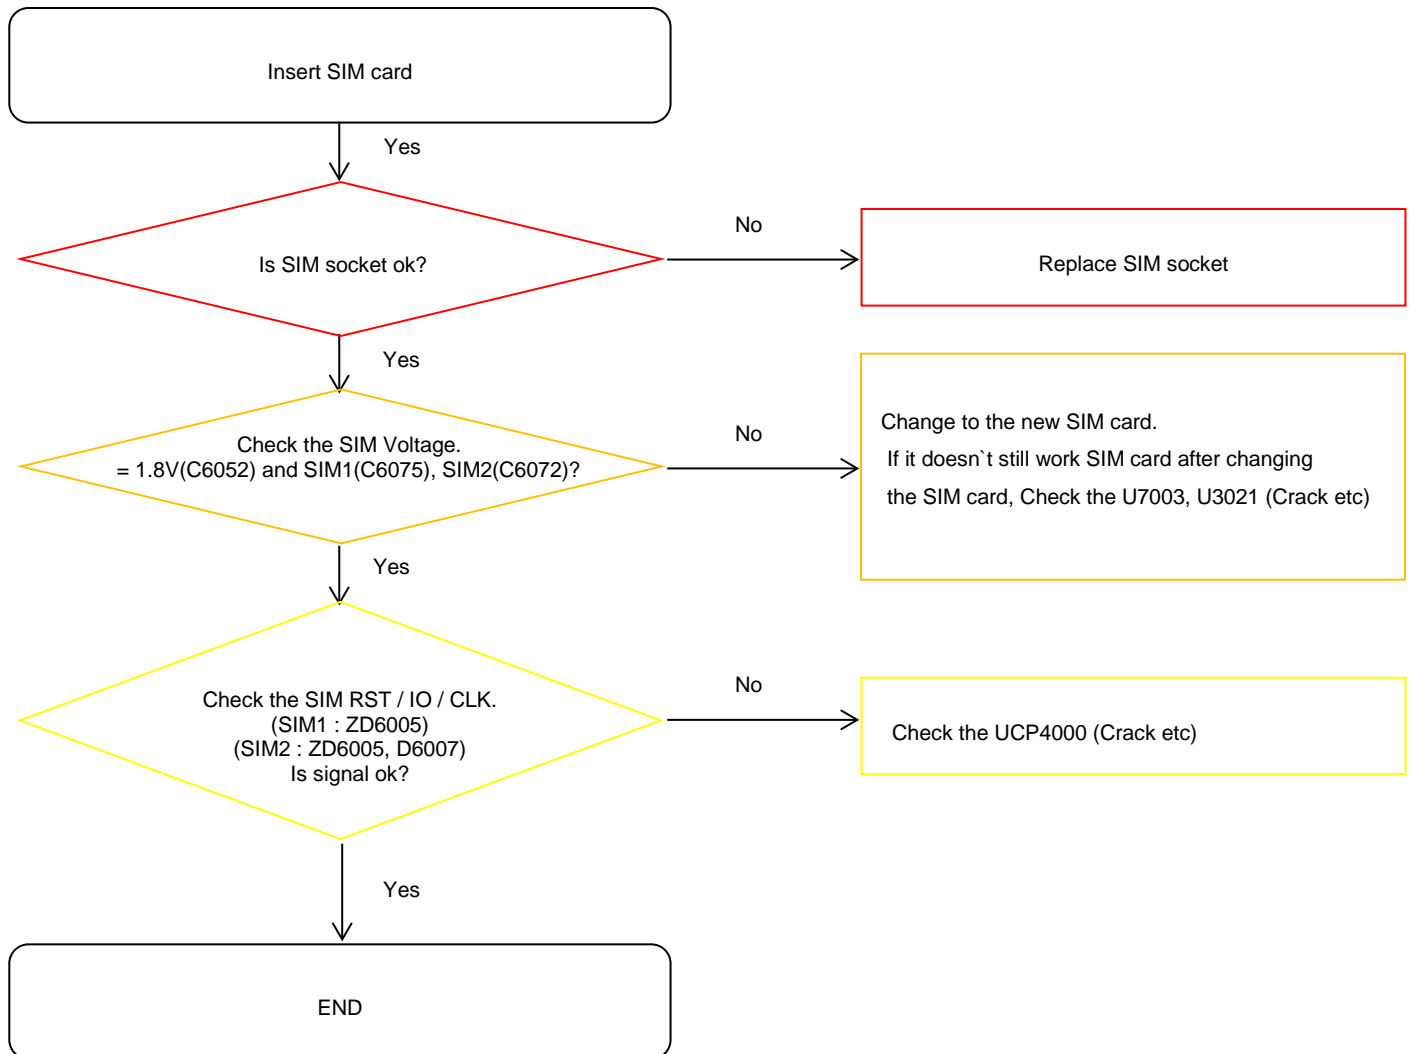 Insert SIM card
Yes
Is SIM socket ok?
No
Replace SIM socket
Yes
Check the SIM Voltage.
= 1.8V(C6052) and SIM1(C6075), SIM2(C6072)?
No
Change to the new SIM card.
If it doesn`t still work SIM card after changing
the SIM card, Check the U7003, U3021 (Crack etc)
Yes
Check the SIM RST / IO / CLK.
(SIM1 : ZD6005)
(SIM2 : ZD6005, D6007)
Is signal ok?
No
Check the UCP4000 (Crack etc)
Yes
END